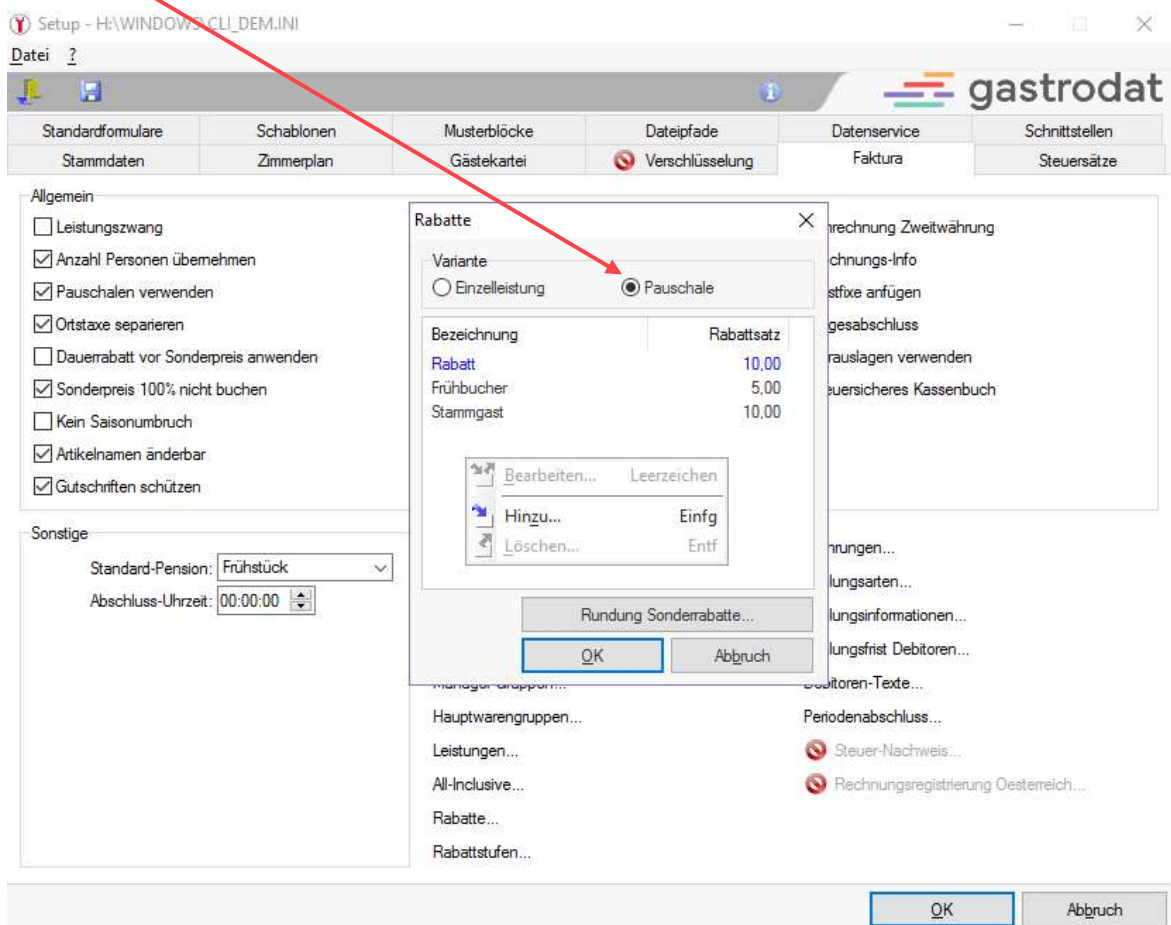 Setup - H:\WINDOWS\CLI_DEM.INI
Datei ?
gastrodat
Standardformulare Schablonen Musterblöcke Dateipfade Datenservice Schnittstellen
Stammdaten Zimmerplan Gästekartei Verschlüsselung Faktura Steuersätze
Allgemein
Leistungszwang
Anzahl Personen übernehmen
Pauschalen verwenden
Ortstaxe separieren
Dauerrabatt vor Sonderpreis anwenden
Sonderpreis 100% nicht buchen
Kein Saisonumbruch
Artikelnamen änderbar
Gutschriften schützen
Sonstige
Standard-Pension: Frühstück
Abschluss-Uhrzeit: 00:00:00
Rabatte
Variante
Einzelleistung Pauschale
Bezeichnung Rabattsatz
Rabatt 10,00
Frühbucher 5,00
Stammgast 10,00
Bearbeiten... Leerzeichen
Hinzu... Einfg
Löschen... Entf
Rundung Sonderrabatte...
OK Abbruch
Zweitwährung
anfügen
verwenden
Kassenbuch
Debitoren...
Hauptwarengruppen...
Leistungen...
All-Inclusive...
Rabatte...
Rabattstufen...
Periodenabschluss...
Steuer-Nachweis...
Rechnungsregistrierung Oesterreich...
OK Abbruch